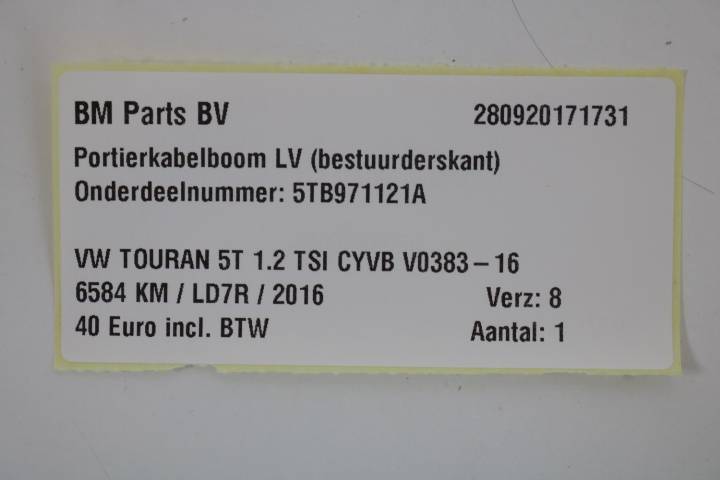 BM Parts BV 280920171731
Portierkabelboom LV (bestuurderskant)
Onderdeelnummer: 5TB971121A
VW TOURAN 5T 1.2 TSI CYVB V0383-16
6584 KM / LD7R / 2016 Verz: 8
40 Euro incl. BTW Aantal: 1